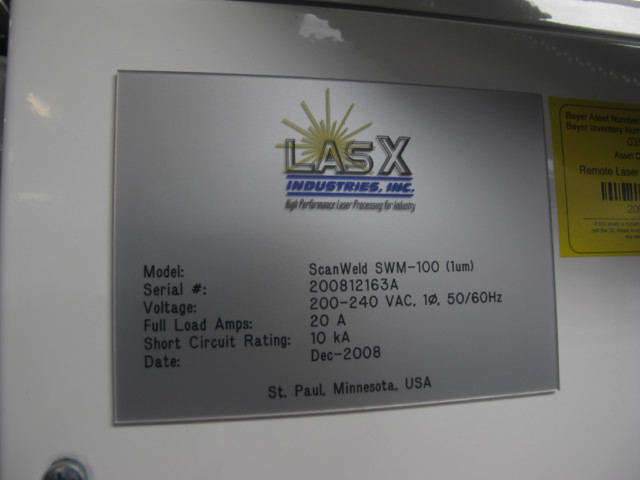 LASX
INDUSTRIES, INC.
High Performance Laser Processing for Industry
Model: ScanWeld SWM-100 (1um)
Serial #: 200812163A
Voltage: 200-240 VAC, 1Ø, 50/60Hz
Full Load Amps: 20 A
Short Circuit Rating: 10 kA
Date: Dec-2008
St. Paul, Minnesota, USA
Bayer Asset Number
Bayer Inventory
Remote Laser